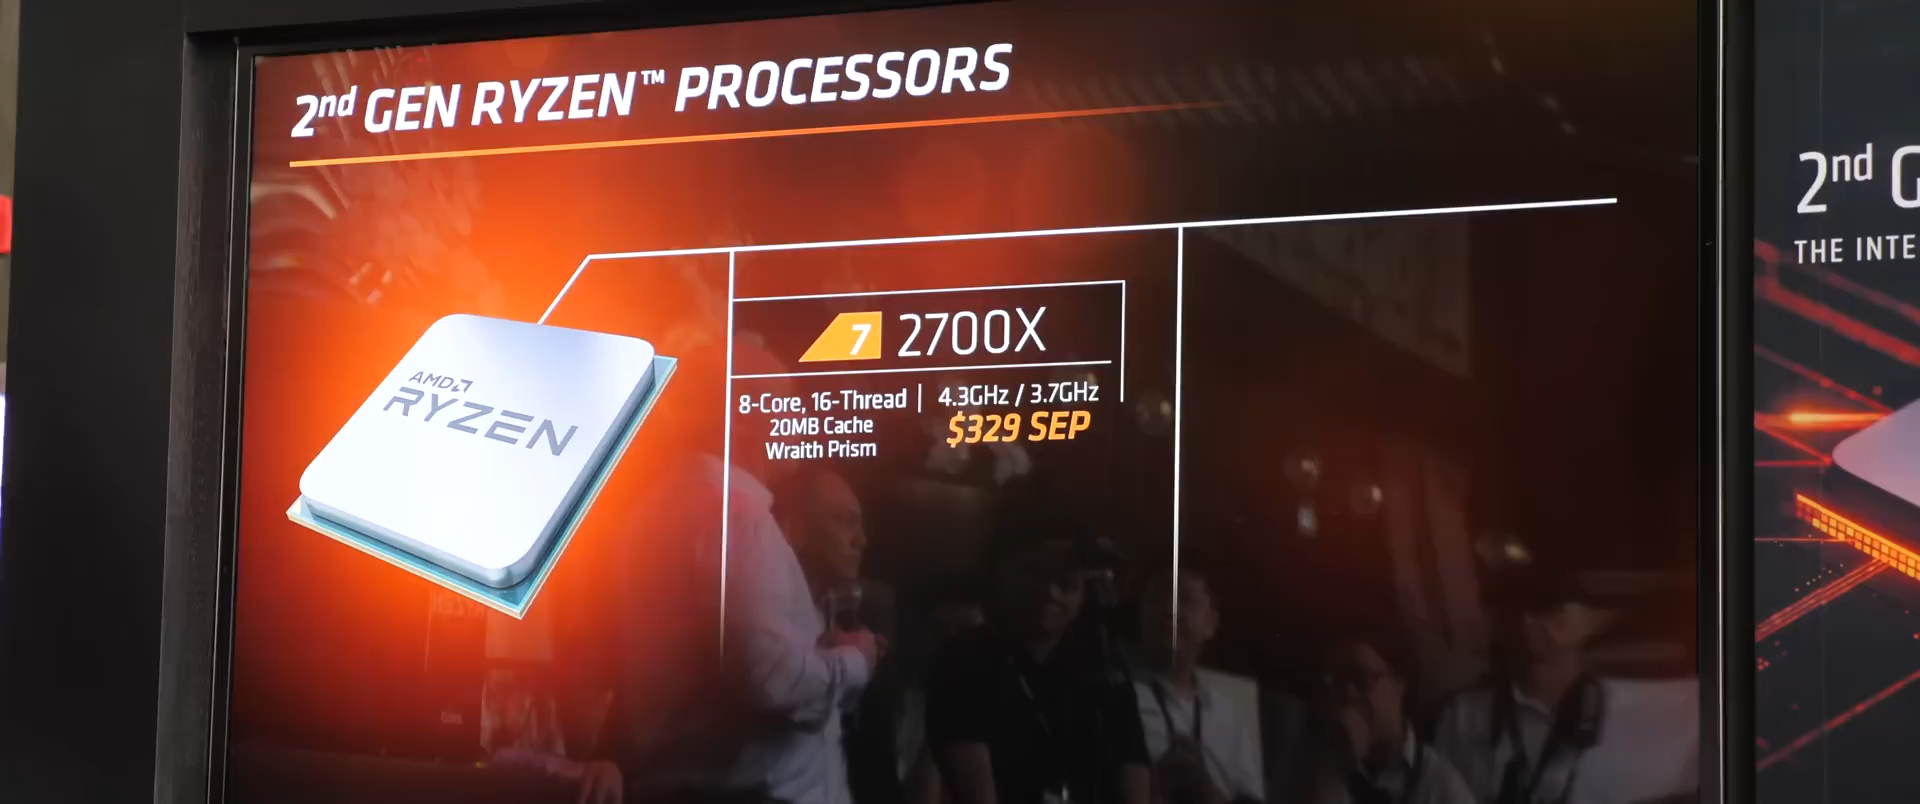 2nd GEN RYZEN™ PROCESSORS
AMD
RYZEN
7 2700X
8-Core, 16-Thread | 4.3GHz / 3.7GHz
20MB Cache
Wraith Prism
$329 SEP
2nd G
THE INTE